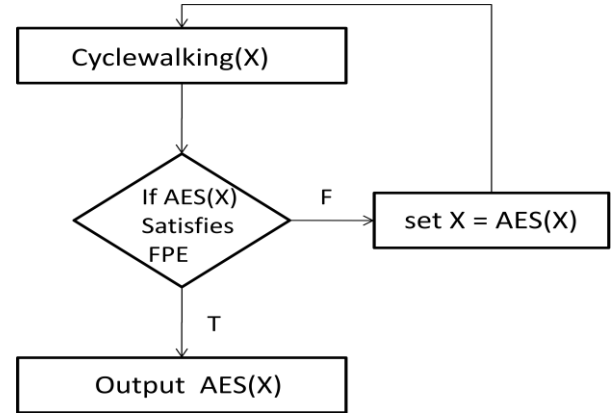 Cyclewalking(X)
If AES(X)
Satisfies
FPE
F
set X = AES(X)
T
Output AES(X)